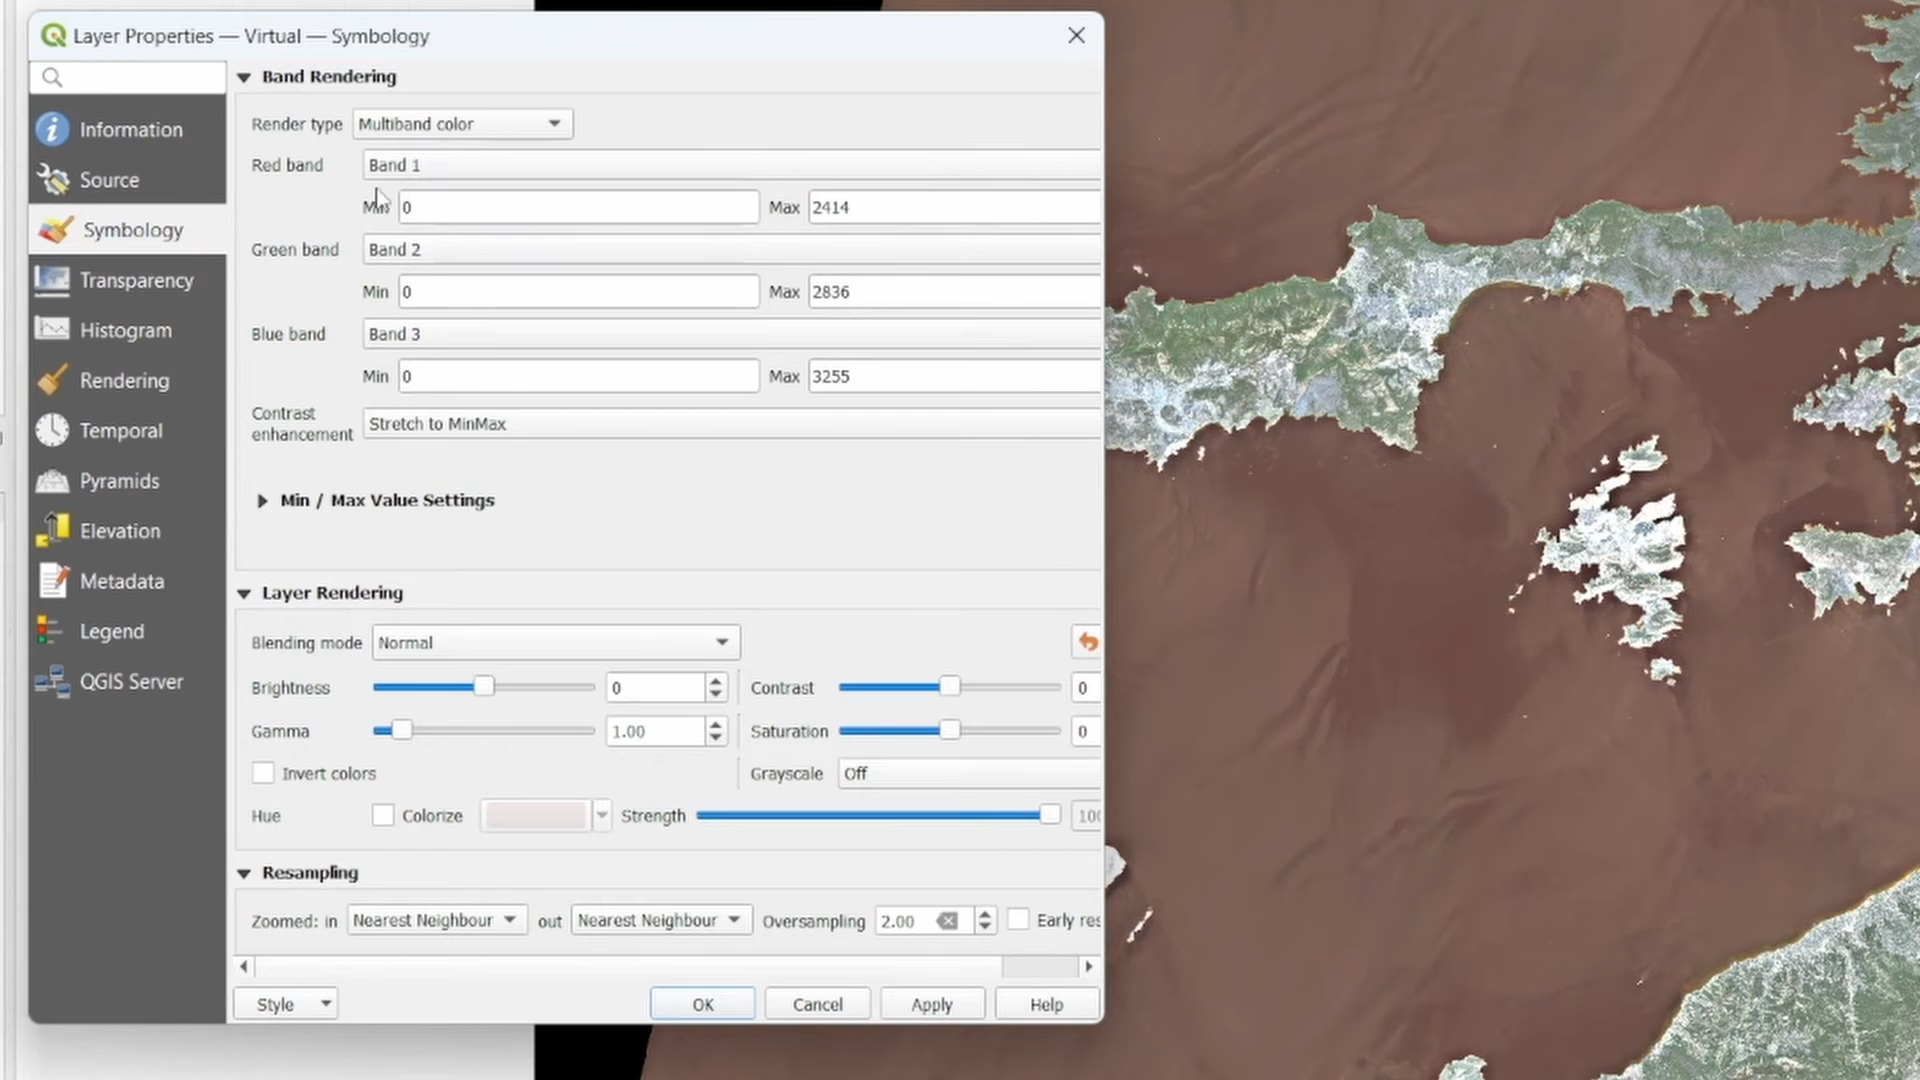 Layer Properties — Virtual — Symbology
Information
Source
Symbology
Transparency
Histogram
Rendering
Temporal
Pyramids
Elevation
Metadata
Legend
QGIS Server
Band Rendering
Render type Multiband color
Red band Band 1
Min 0 Max 2414
Green band Band 2
Min 0 Max 2836
Blue band Band 3
Min 0 Max 3255
Contrast enhancement Stretch to MinMax
Min / Max Value Settings
Layer Rendering
Blending mode Normal
Brightness 0 Contrast 0
Gamma 1.00 Saturation 0
Invert colors Grayscale Off
Hue Colorize Strength 100
Resampling
Zoomed: in Nearest Neighbour out Nearest Neighbour Oversampling 2.00 Early res
Style OK Cancel Apply Help